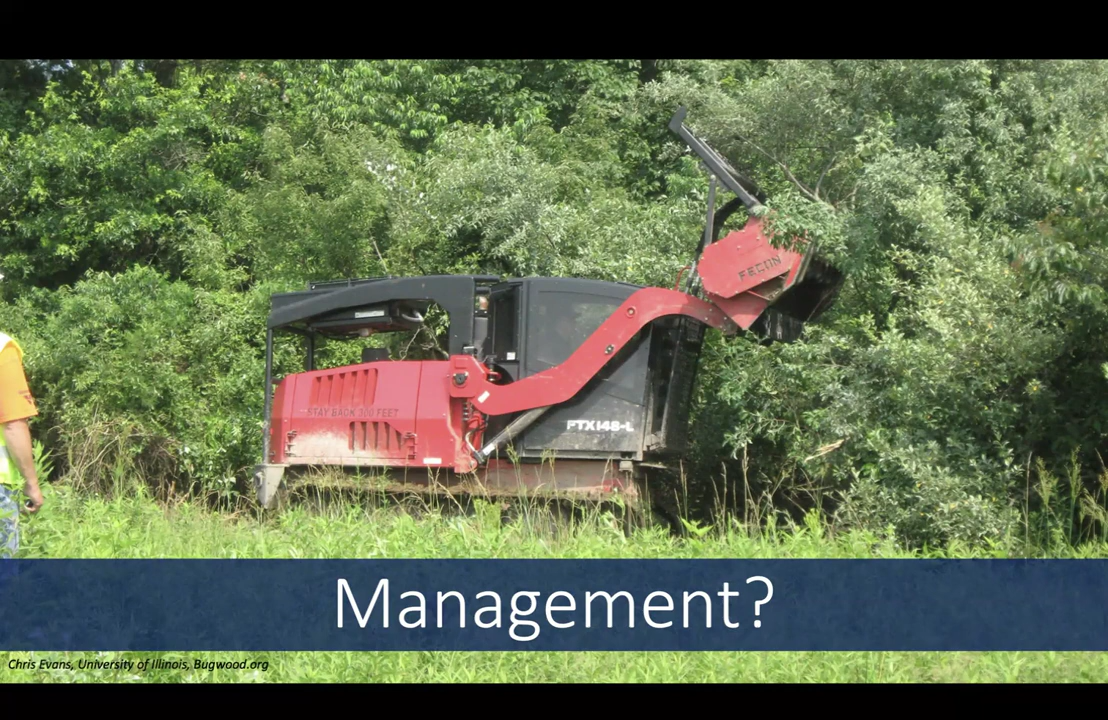 FECON
STAY BACK 300 FEET
FTX148-L
Management?
Chris Evans, University of Illinois, Bugwood.org